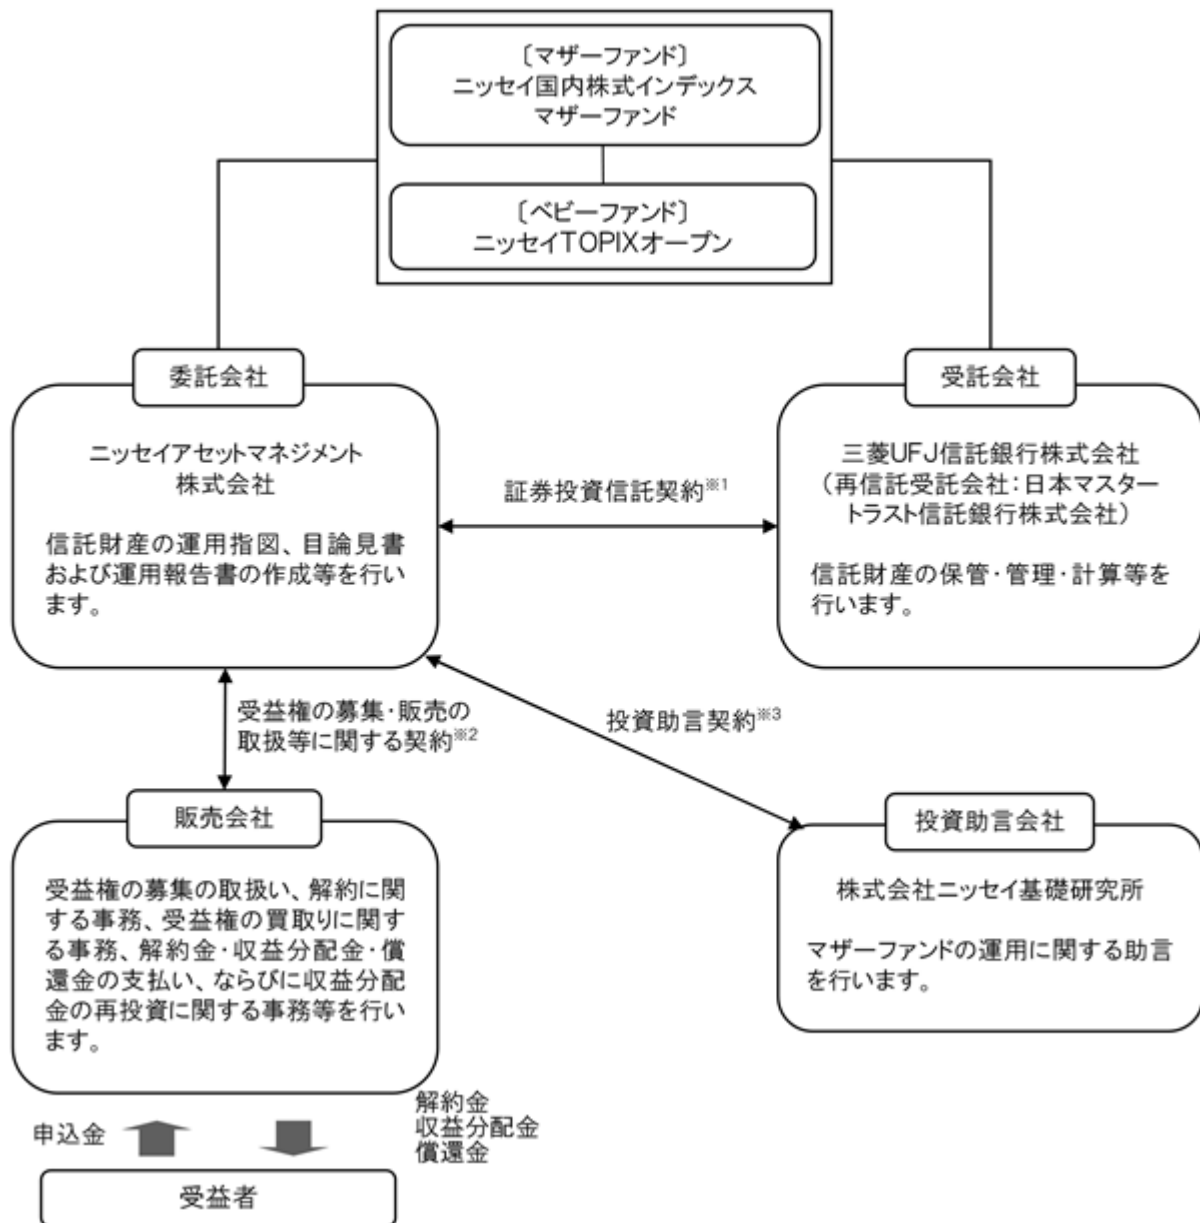 〔マザーファンド〕
ニッセイ国内株式インデックス
マザーファンド
〔ベビーファンド〕
ニッセイTOPIXオープン
委託会社
ニッセイアセットマネジメント
株式会社
信託財産の運用指図、目論見書
および運用報告書の作成等を行い
ます。
証券投資信託契約※1
受託会社
三菱UFJ信託銀行株式会社
（再信託受託会社：日本マスター
トラスト信託銀行株式会社）
信託財産の保管・管理・計算等を
行います。
受益権の募集・販売の
取扱等に関する契約※2
投資助言契約※3
販売会社
受益権の募集の取扱い、解約に関
する事務、受益権の買取りに関す
る事務、解約金・収益分配金・償
還金の支払い、ならびに収益分配
金の再投資に関する事務等を行い
ます。
投資助言会社
株式会社ニッセイ基礎研究所
マザーファンドの運用に関する助言
を行います。
申込金
解約金
収益分配金
償還金
受益者